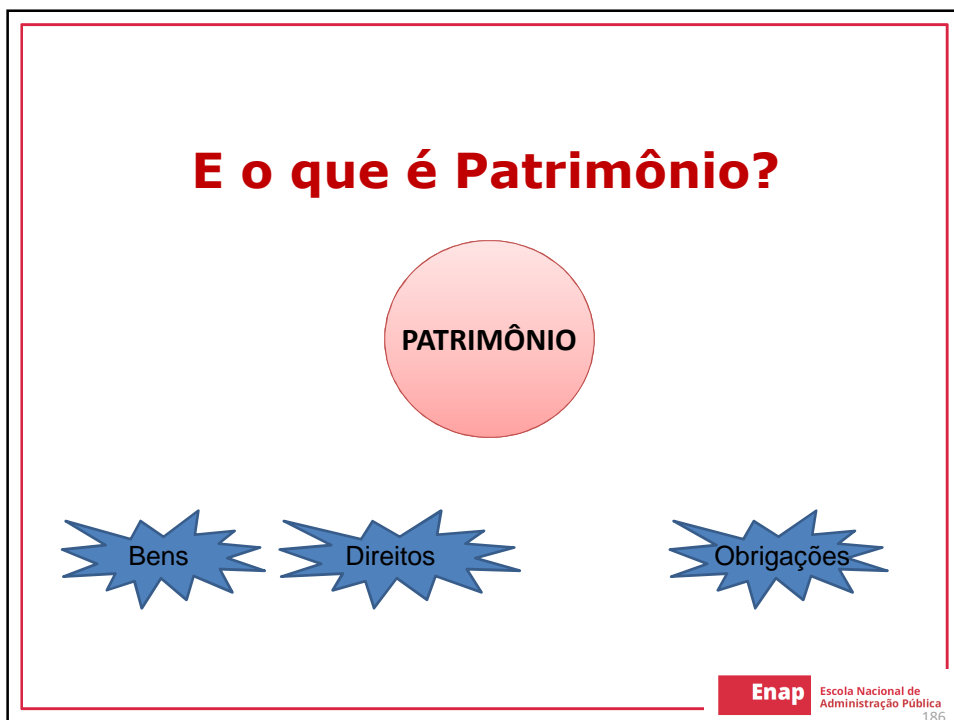 E o que é Patrimônio?
PATRIMÔNIO
Bens
Direitos
Obrigações
Enap
Escola Nacional de
Administração Pública
186